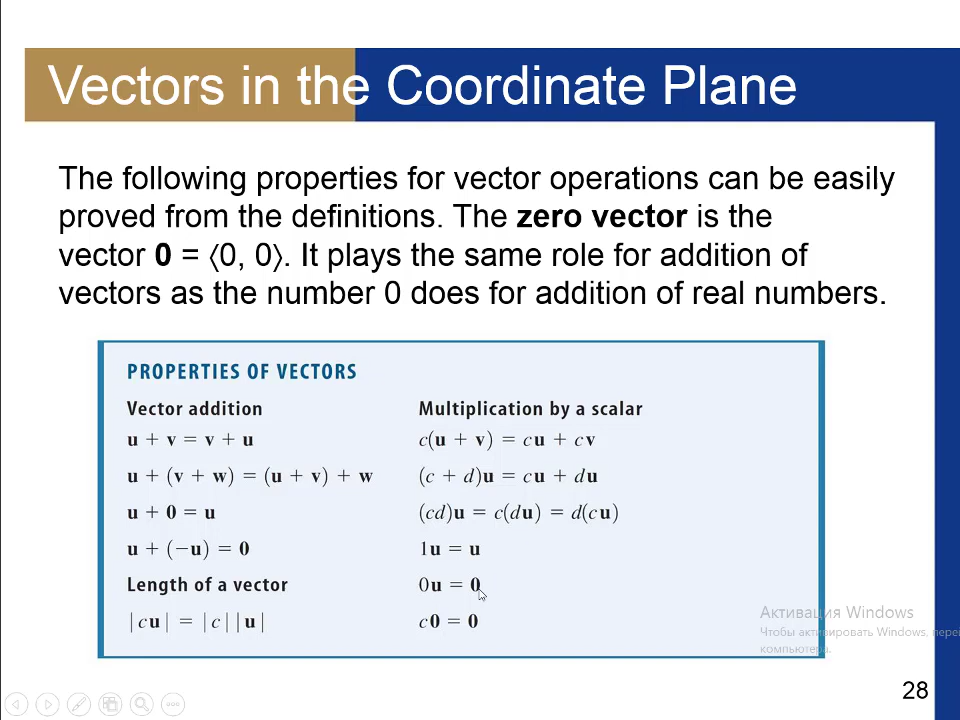 Vectors in the Coordinate Plane
The following properties for vector operations can be easily
proved from the definitions. The zero vector is the
vector 0 = ⟨0, 0⟩. It plays the same role for addition of
vectors as the number 0 does for addition of real numbers.
PROPERTIES OF VECTORS
Vector addition
u + v = v + u
u + (v + w) = (u + v) + w
u + 0 = u
u + (−u) = 0
Length of a vector
|cu| = |c||u|
Multiplication by a scalar
c(u + v) = cu + cv
(c + d)u = cu + du
(cd)u = c(du) = d(cu)
1u = u
0u = 0
c0 = 0
Активация Windows
Чтобы активировать Windows, пере
компьютера.
28